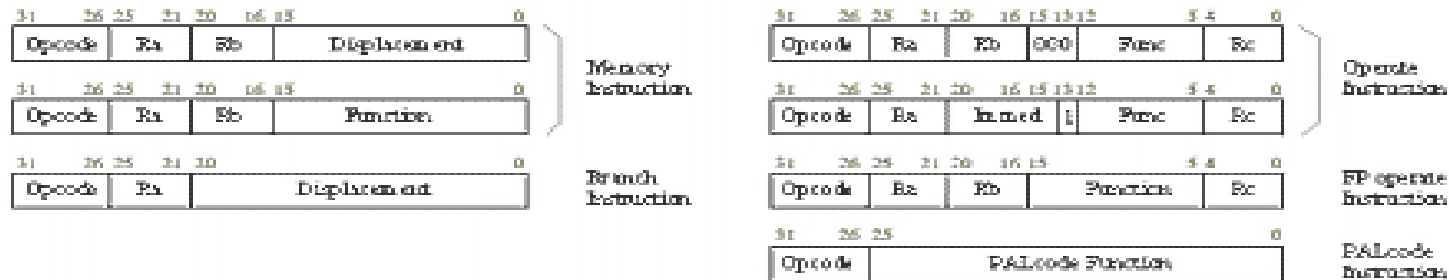 31 26 25 21 20 16 15 0
Opcode Ra Rb Displacement
31 26 25 21 20 16 15 0
Opcode Ra Rb Function
Memory
Instruction
31 26 25 21 20 0
Opcode Ra Displacement
Branch
Instruction
31 26 25 21 20 16 15 13 12 5 4 0
Opcode Ra Rb 000 Func Rc
31 26 25 21 20 16 15 13 12 5 4 0
Opcode Ra Immed 1 Func Rc
Operate
Instruction
31 26 25 21 20 16 15 5 4 0
Opcode Ra Rb Function Rc
FP operate
Instruction
31 26 25 0
Opcode PALcode Function
PALcode
Instruction